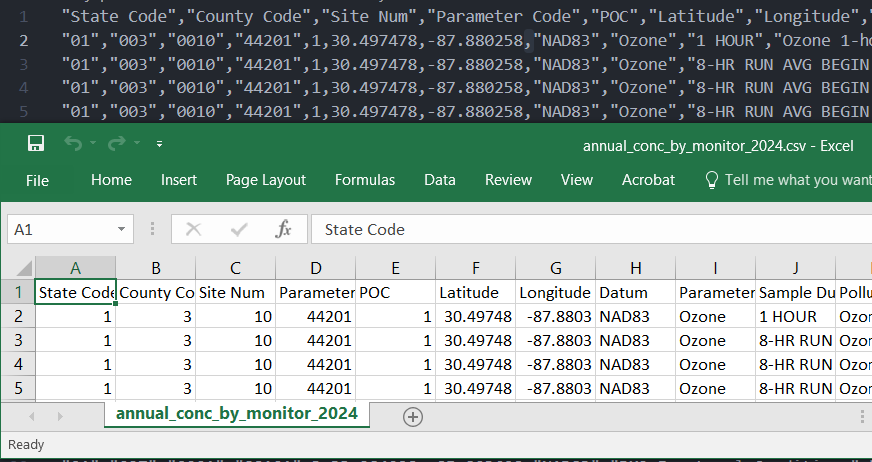 1 "State Code","County Code","Site Num","Parameter Code","POC","Latitude","Longitude","
2 "01","003","0010","44201",1,30.497478,-87.880258,"NAD83","Ozone","1 HOUR","Ozone 1-ho
3 "01","003","0010","44201",1,30.497478,-87.880258,"NAD83","Ozone","8-HR RUN AVG BEGIN
4 "01","003","0010","44201",1,30.497478,-87.880258,"NAD83","Ozone","8-HR RUN AVG BEGIN
5 "01","003","0010","44201",1,30.497478,-87.880258,"NAD83","Ozone","8-HR RUN AVG BEGIN
annual_conc_by_monitor_2024.csv - Excel
File Home Insert Page Layout Formulas Data Review View Acrobat Tell me what you want
A1 fx State Code
A B C D E F G H I J
1 State Code County Co Site Num Parameter POC Latitude Longitude Datum Parameter Sample Du Pollu
2 1 3 10 44201 1 30.49748 -87.8803 NAD83 Ozone 1 HOUR Ozon
3 1 3 10 44201 1 30.49748 -87.8803 NAD83 Ozone 8-HR RUN Ozon
4 1 3 10 44201 1 30.49748 -87.8803 NAD83 Ozone 8-HR RUN Ozon
5 1 3 10 44201 1 30.49748 -87.8803 NAD83 Ozone 8-HR RUN Ozon
annual_conc_by_monitor_2024
Ready